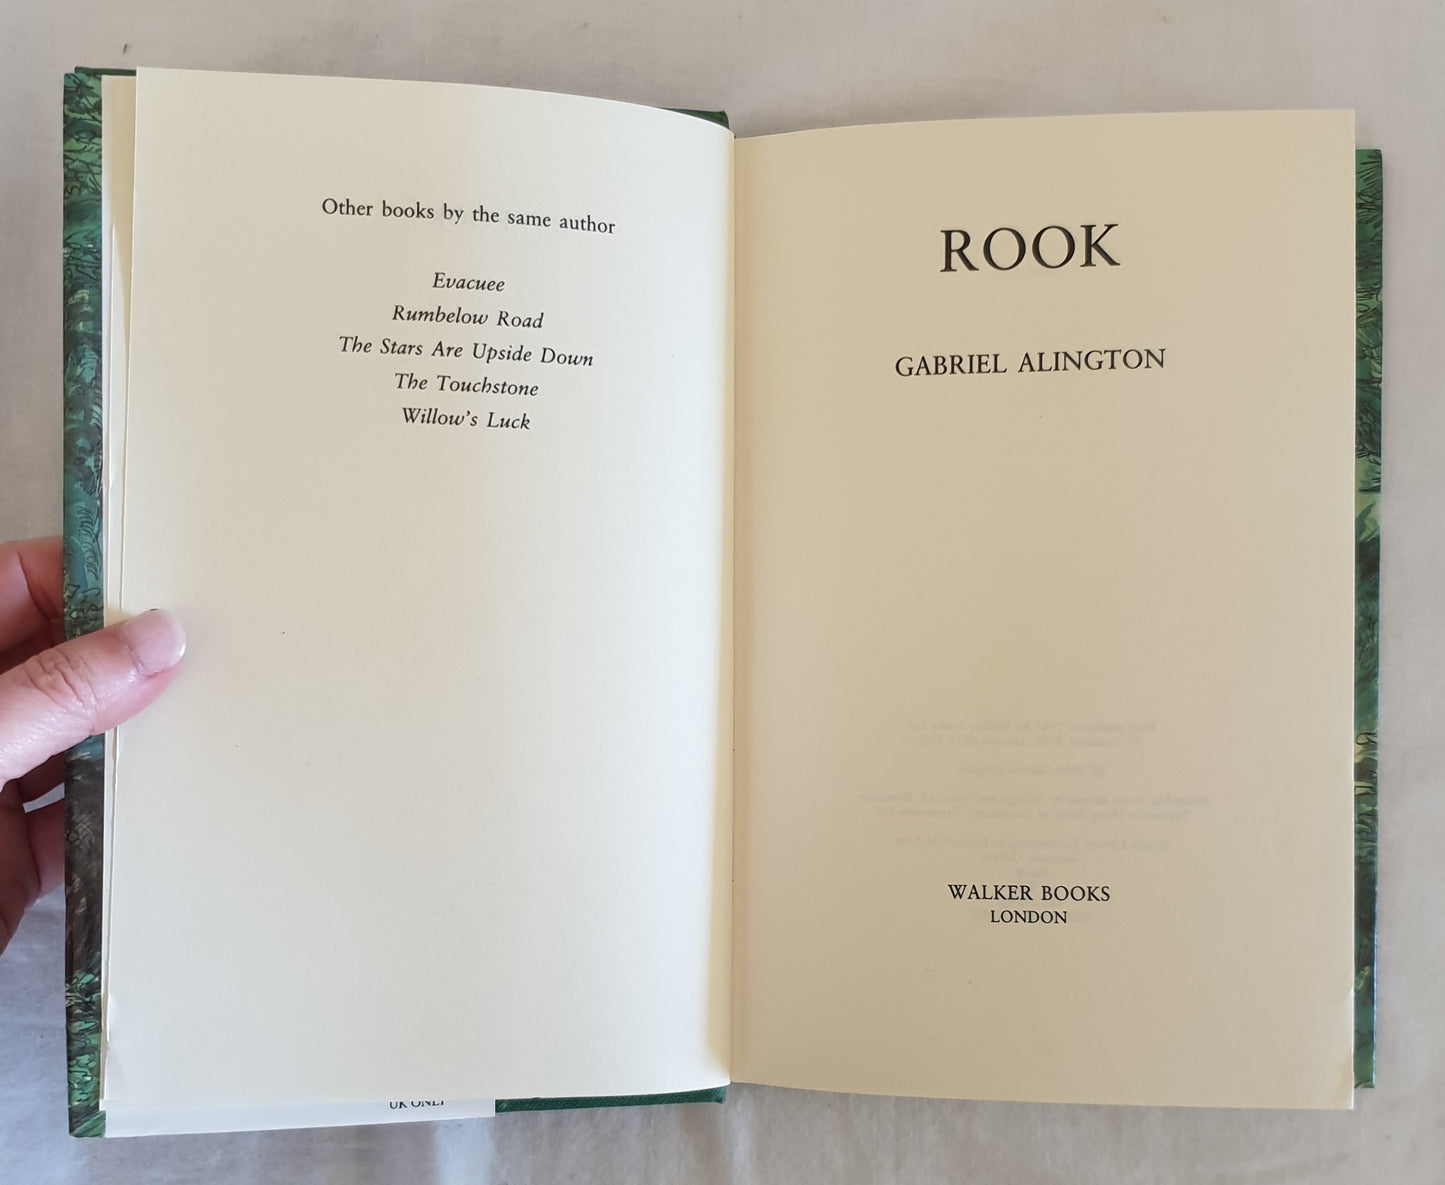 Other books by the same author
Evacuee
Rumbelow Road
The Stars Are Upside Down
The Touchstone
Willow's Luck
UK ONLY
ROOK
GABRIEL ALINGTON
WALKER BOOKS
LONDON